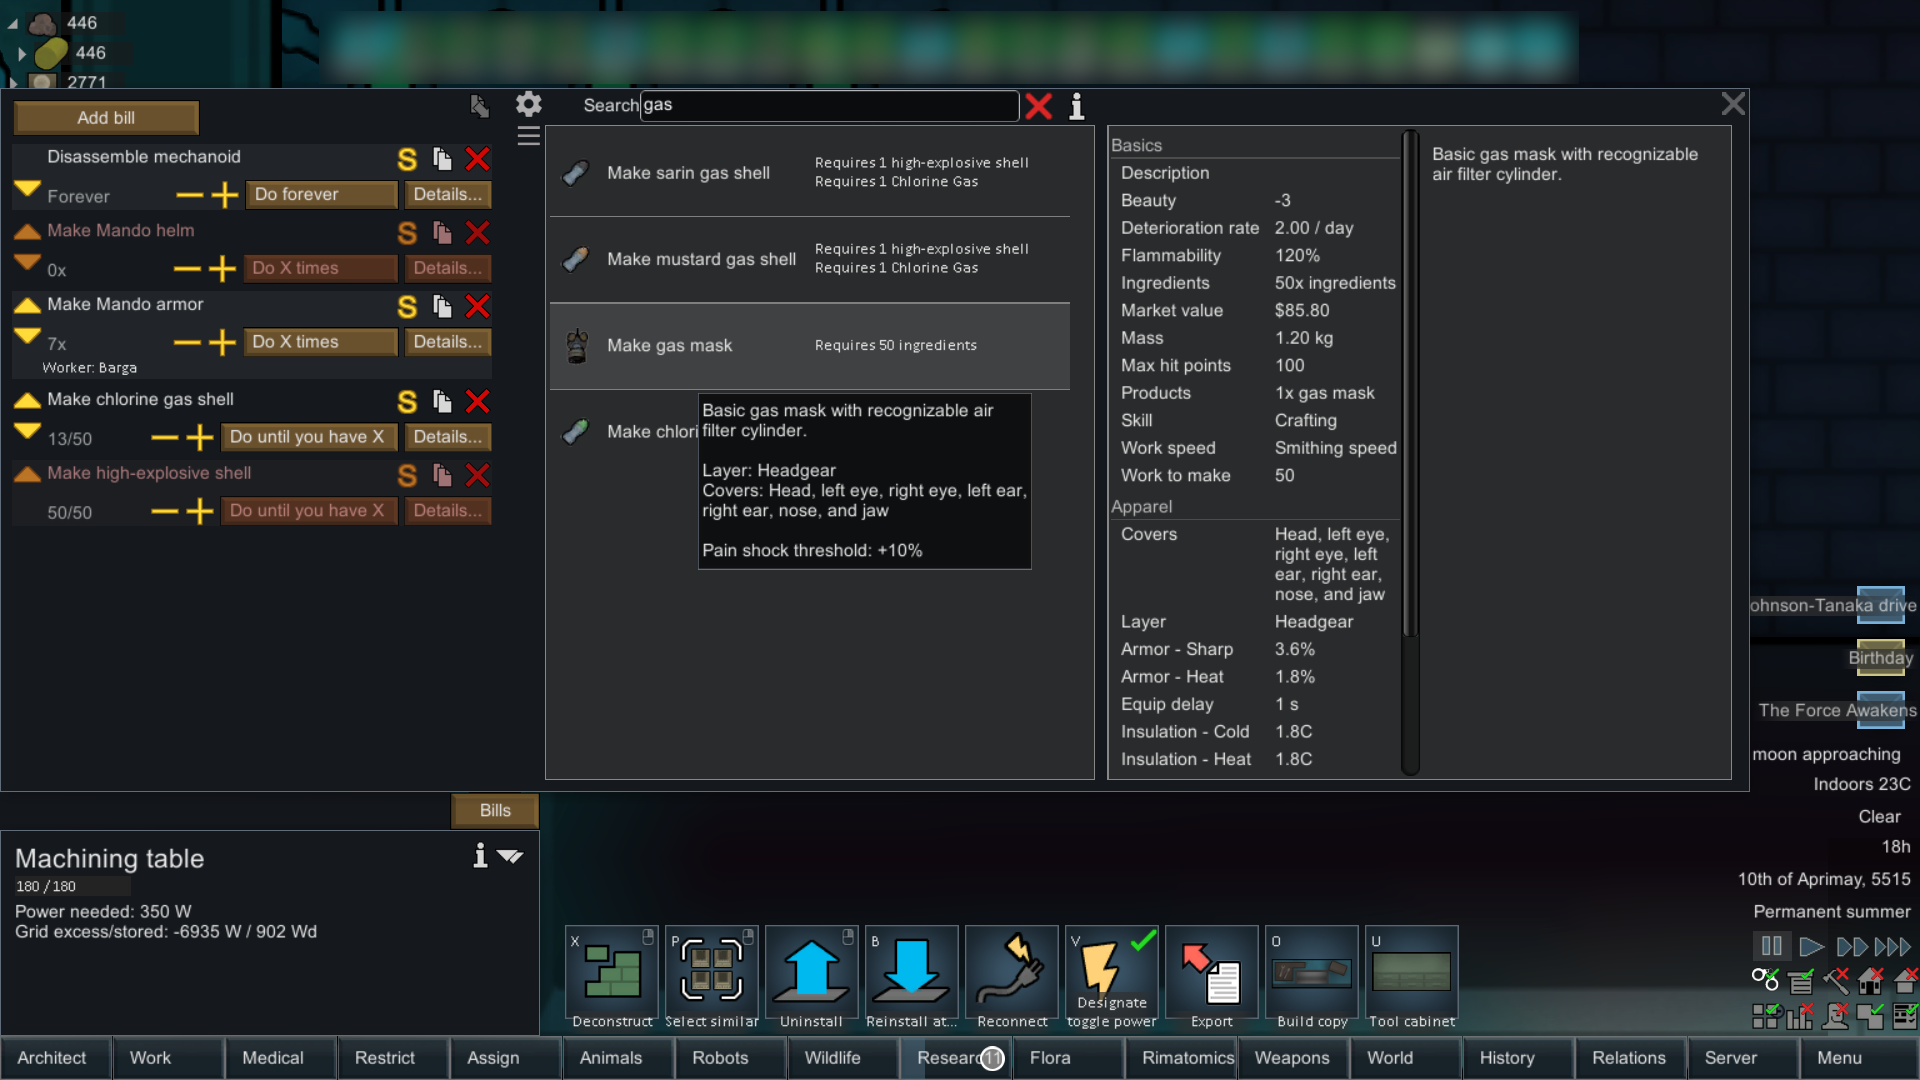 446
446
2771
Add bill
Disassemble mechanoid
S
Forever
Do forever
Details...
Make Mando helm
S
0x
Do X times
Details...
Make Mando armor
S
7x
Do X times
Details...
Worker: Barga
Make chlorine gas shell
S
13/50
Do until you have X
Details...
Make high-explosive shell
S
50/50
Do until you have X
Details...
Search
gas
Make sarin gas shell
Requires 1 high-explosive shell
Requires 1 Chlorine Gas
Make mustard gas shell
Requires 1 high-explosive shell
Requires 1 Chlorine Gas
Make gas mask
Requires 50 ingredients
Make chlori
Basic gas mask with recognizable air
filter cylinder.
Layer: Headgear
Covers: Head, left eye, right eye, left ear,
right ear, nose, and jaw
Pain shock threshold: +10%
Basics
Description
Beauty -3
Deterioration rate 2.00 / day
Flammability 120%
Ingredients 50x ingredients
Market value $85.80
Mass 1.20 kg
Max hit points 100
Products 1x gas mask
Skill Crafting
Work speed Smithing speed
Work to make 50
Apparel
Covers Head, left eye,
right eye, left
ear, right ear,
nose, and jaw
Layer Headgear
Armor - Sharp 3.6%
Armor - Heat 1.8%
Equip delay 1 s
Insulation - Cold 1.8C
Insulation - Heat 1.8C
Basic gas mask with recognizable
air filter cylinder.
ohnson-Tanaka drive
Birthday
The Force Awakens
moon approaching
Indoors 23C
Clear
18h
10th of Aprimay, 5515
Permanent summer
Bills
Machining table
180 / 180
Power needed: 350 W
Grid excess/stored: -6935 W / 902 Wd
X
Deconstruct
P
Select similar
Uninstall
B
Reinstall at...
Reconnect
V
Designate
toggle power
Export
O
Build copy
U
Tool cabinet
Architect
Work
Medical
Restrict
Assign
Animals
Robots
Wildlife
Researc
11
Flora
Rimatomics
Weapons
World
History
Relations
Server
Menu